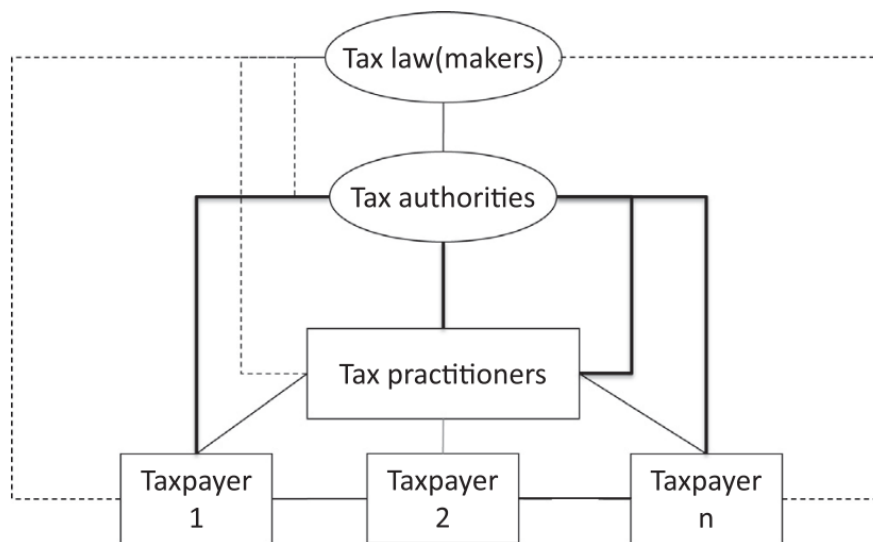 Tax law(makers)
Tax authorities
Tax practitioners
Taxpayer
1
Taxpayer
2
Taxpayer
n